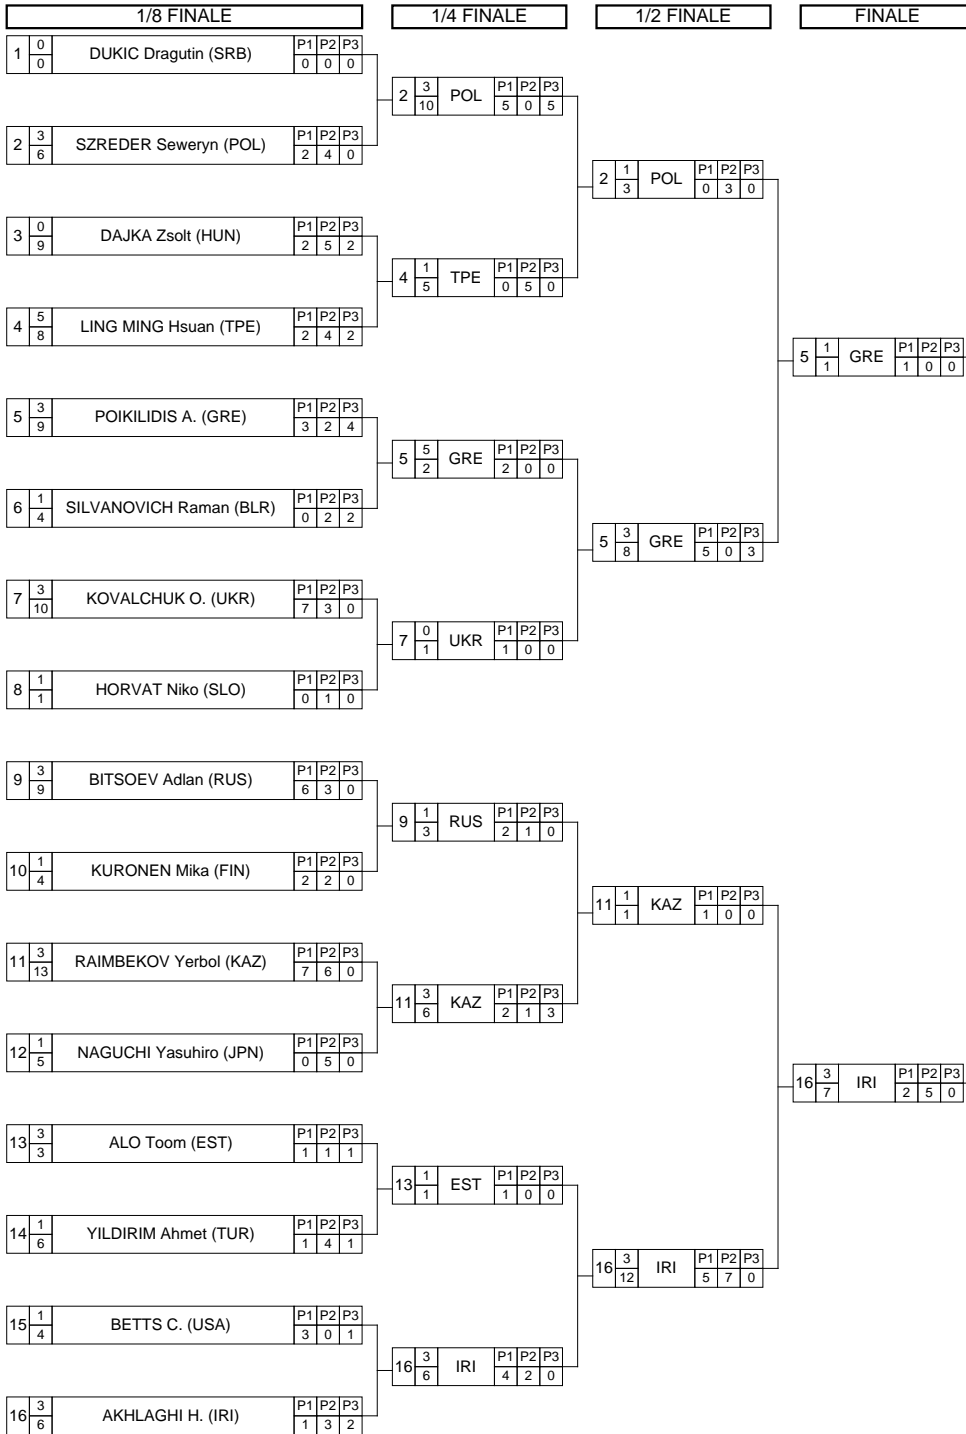 1/8 FINALE 1/4 FINALE 1/2 FINALE FINALE
1 0 0 DUKIC Dragutin (SRB) P1 P2 P3 0 0 0
2 3 10 POL P1 P2 P3 5 0 5
2 3 6 SZREDER Seweryn (POL) P1 P2 P3 2 4 0
2 1 3 POL P1 P2 P3 0 3 0
3 0 9 DAJKA Zsolt (HUN) P1 P2 P3 2 5 2
4 1 5 TPE P1 P2 P3 0 5 0
4 5 8 LING MING Hsuan (TPE) P1 P2 P3 2 4 2
5 1 1 GRE P1 P2 P3 1 0 0
5 3 9 POIKILIDIS A. (GRE) P1 P2 P3 3 2 4
5 5 2 GRE P1 P2 P3 2 0 0
6 1 4 SILVANOVICH Raman (BLR) P1 P2 P3 0 2 2
5 3 8 GRE P1 P2 P3 5 0 3
7 3 10 KOVALCHUK O. (UKR) P1 P2 P3 7 3 0
7 0 1 UKR P1 P2 P3 1 0 0
8 1 1 HORVAT Niko (SLO) P1 P2 P3 0 1 0
9 3 9 BITSOEV Adlan (RUS) P1 P2 P3 6 3 0
9 1 3 RUS P1 P2 P3 2 1 0
10 1 4 KURONEN Mika (FIN) P1 P2 P3 2 2 0
11 1 1 KAZ P1 P2 P3 1 0 0
11 3 13 RAIMBEKOV Yerbol (KAZ) P1 P2 P3 7 6 0
11 3 6 KAZ P1 P2 P3 2 1 3
12 1 5 NAGUCHI Yasuhiro (JPN) P1 P2 P3 0 5 0
16 3 7 IRI P1 P2 P3 2 5 0
13 3 3 ALO Toom (EST) P1 P2 P3 1 1 1
13 1 1 EST P1 P2 P3 1 0 0
14 1 6 YILDIRIM Ahmet (TUR) P1 P2 P3 1 4 1
16 3 12 IRI P1 P2 P3 5 7 0
15 1 4 BETTS C. (USA) P1 P2 P3 3 0 1
16 3 6 IRI P1 P2 P3 4 2 0
16 3 6 AKHLAGHI H. (IRI) P1 P2 P3 1 3 2